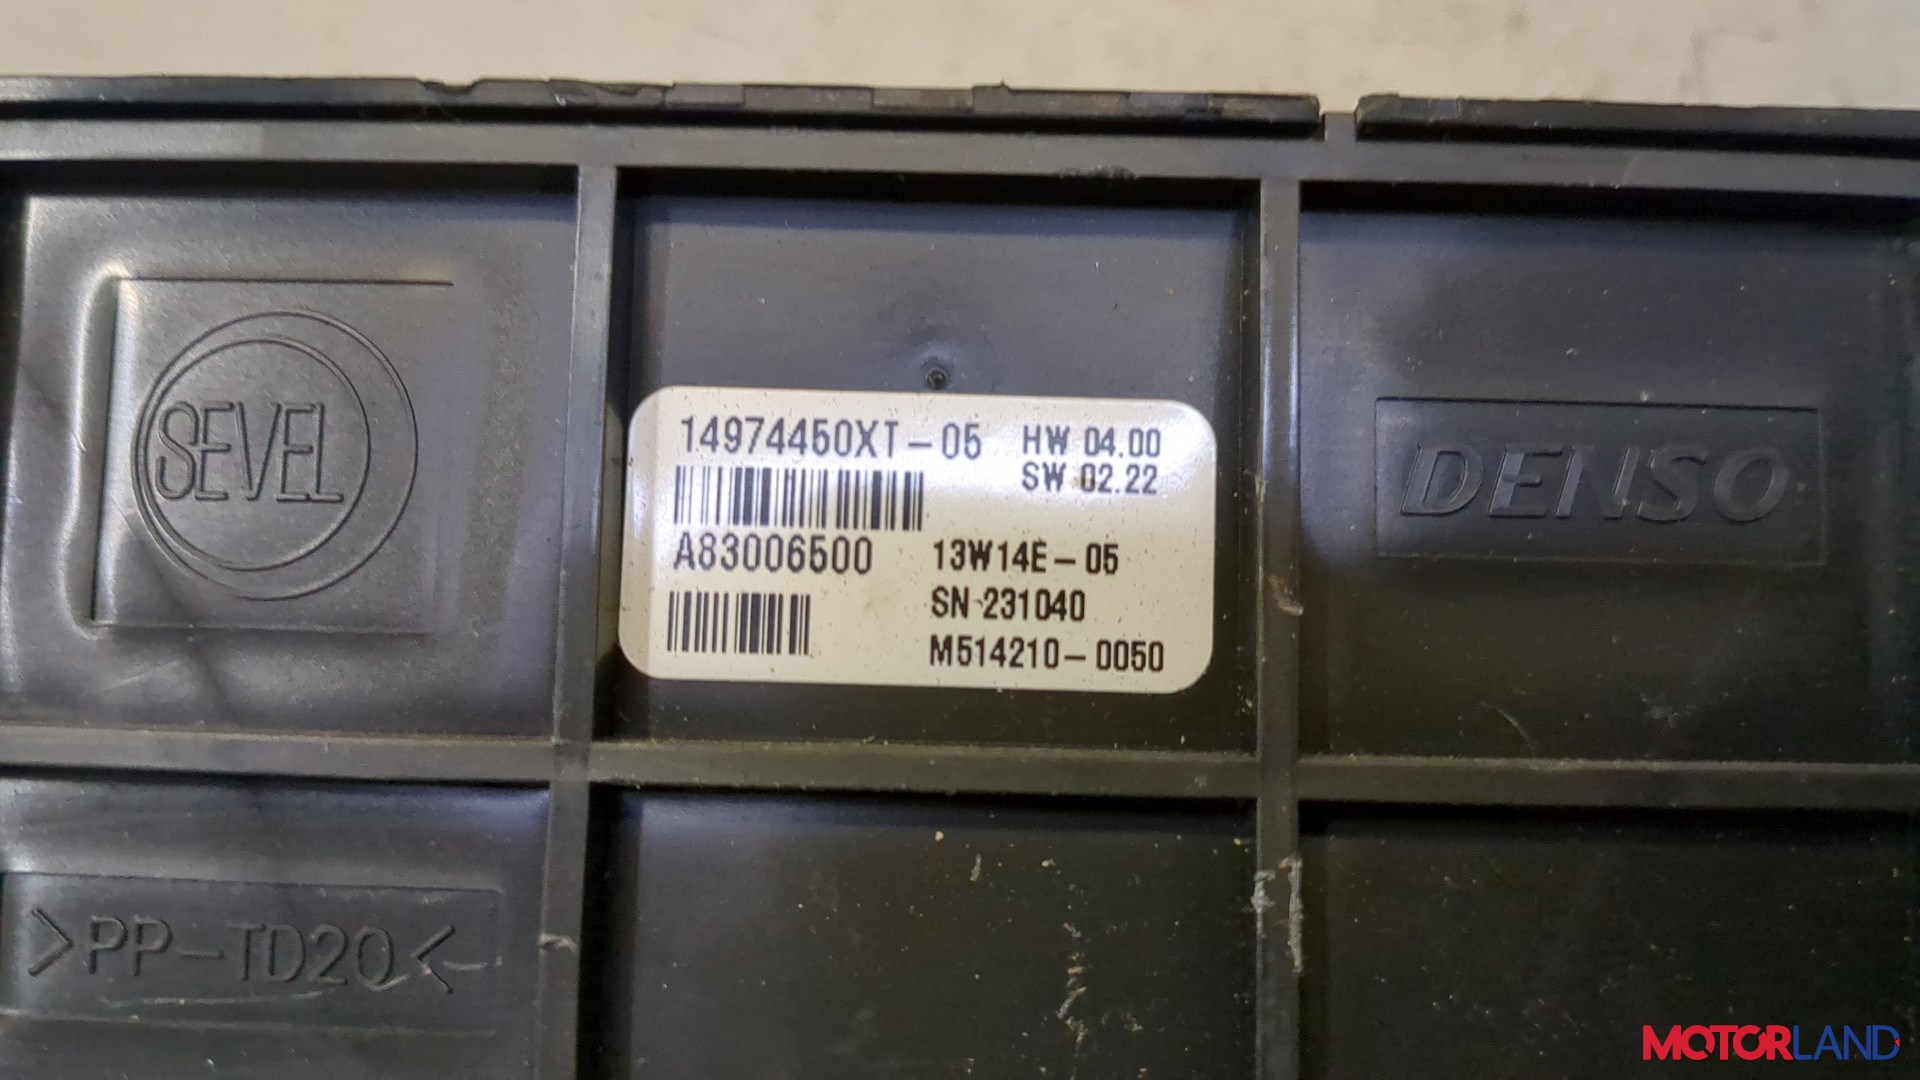 SEVEL
14974450XT-05 HW 04.00
SW 02.22
A83006500 13W14E-05
SN 231040
M514210-0050
DENSO
>PP-TD20<
MOTORLAND